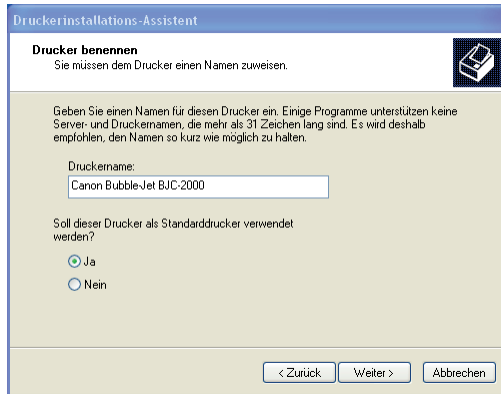 Druckerinstallations-Assistent
Drucker benennen
Sie müssen dem Drucker einen Namen zuweisen.
Geben Sie einen Namen für diesen Drucker ein. Einige Programme unterstützen keine
Server- und Druckernamen, die mehr als 31 Zeichen lang sind. Es wird deshalb
empfohlen, den Namen so kurz wie möglich zu halten.
Druckername:
Canon Bubble-Jet BJC-2000
Soll dieser Drucker als Standarddrucker verwendet
werden?
Ja
Nein
< Zurück Weiter > Abbrechen